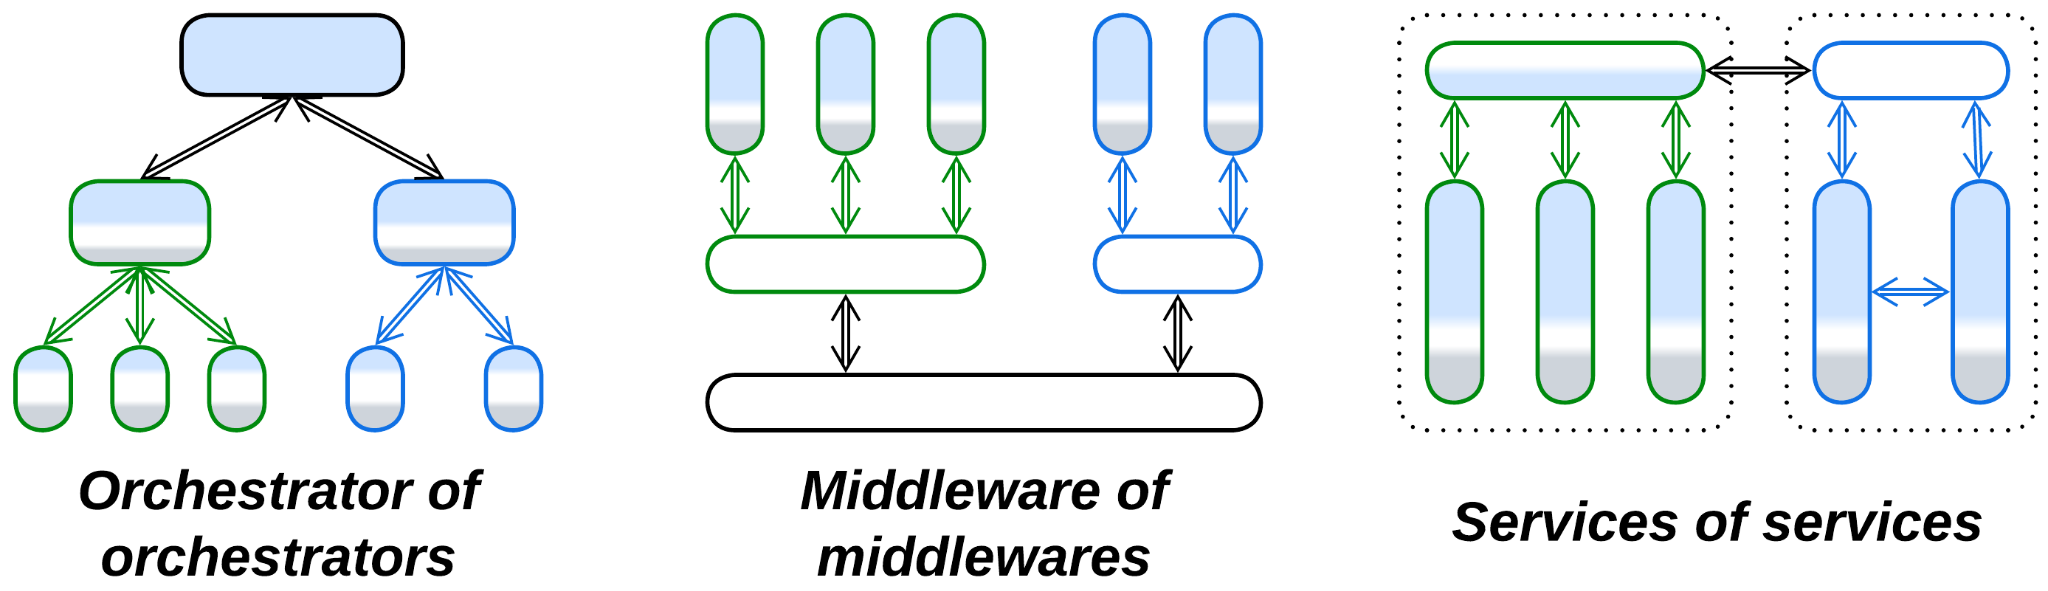 Orchestrator of
orchestrators
Middleware of
middlewares
Services of services